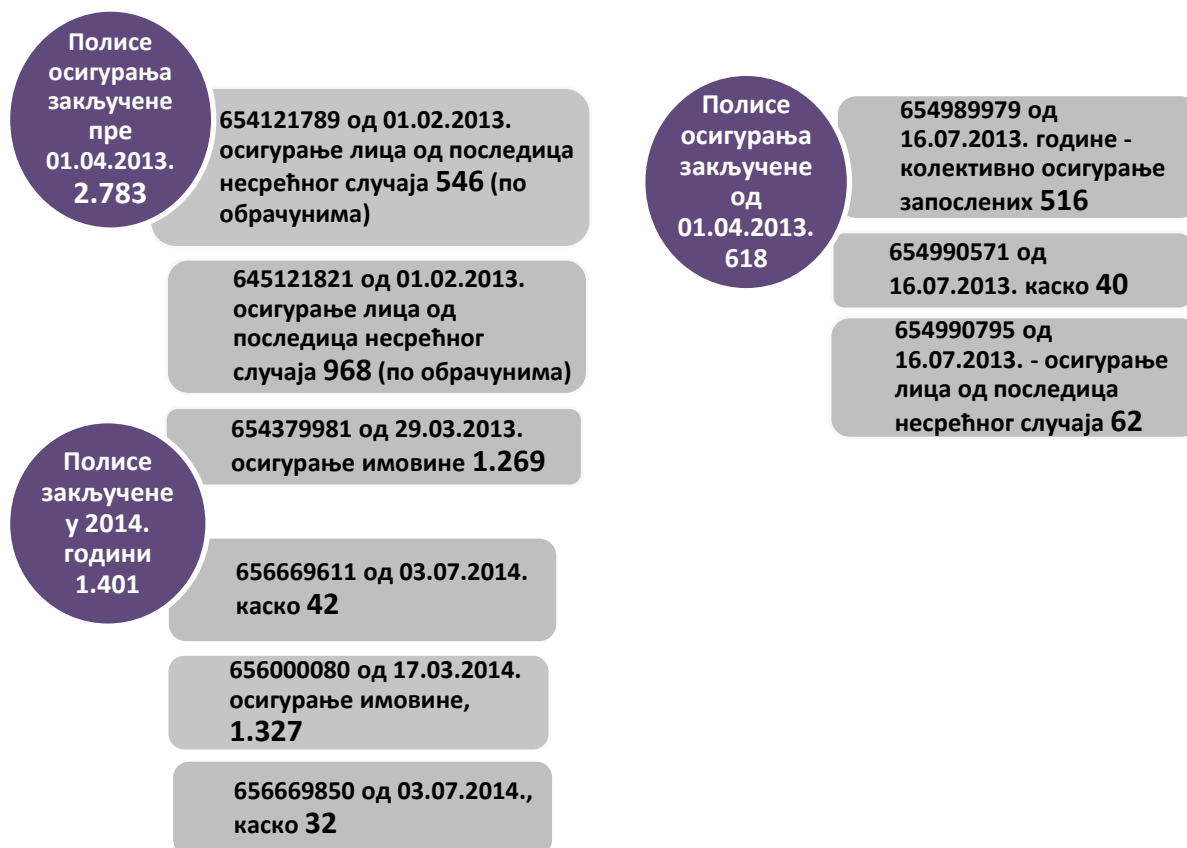 Полисе
осигурања
закључене
пре
01.04.2013.
2.783
654121789 од 01.02.2013.
осигурање лица од последица
несрећног случаја 546 (по
обрачунима)
645121821 од 01.02.2013.
осигурање лица од
последица несрећног
случаја 968 (по обрачунима)
654379981 од 29.03.2013.
осигурање имовине 1.269
Полисе
закључене
у 2014.
години
1.401
656669611 од 03.07.2014.
каско 42
656000080 од 17.03.2014.
осигурање имовине,
1.327
656669850 од 03.07.2014.,
каско 32
Полисе
осигурања
закључене
од
01.04.2013.
618
654989979 од
16.07.2013. године -
колективно осигурање
запослених 516
654990571 од
16.07.2013. каско 40
654990795 од
16.07.2013. - осигурање
лица од последица
несрећног случаја 62